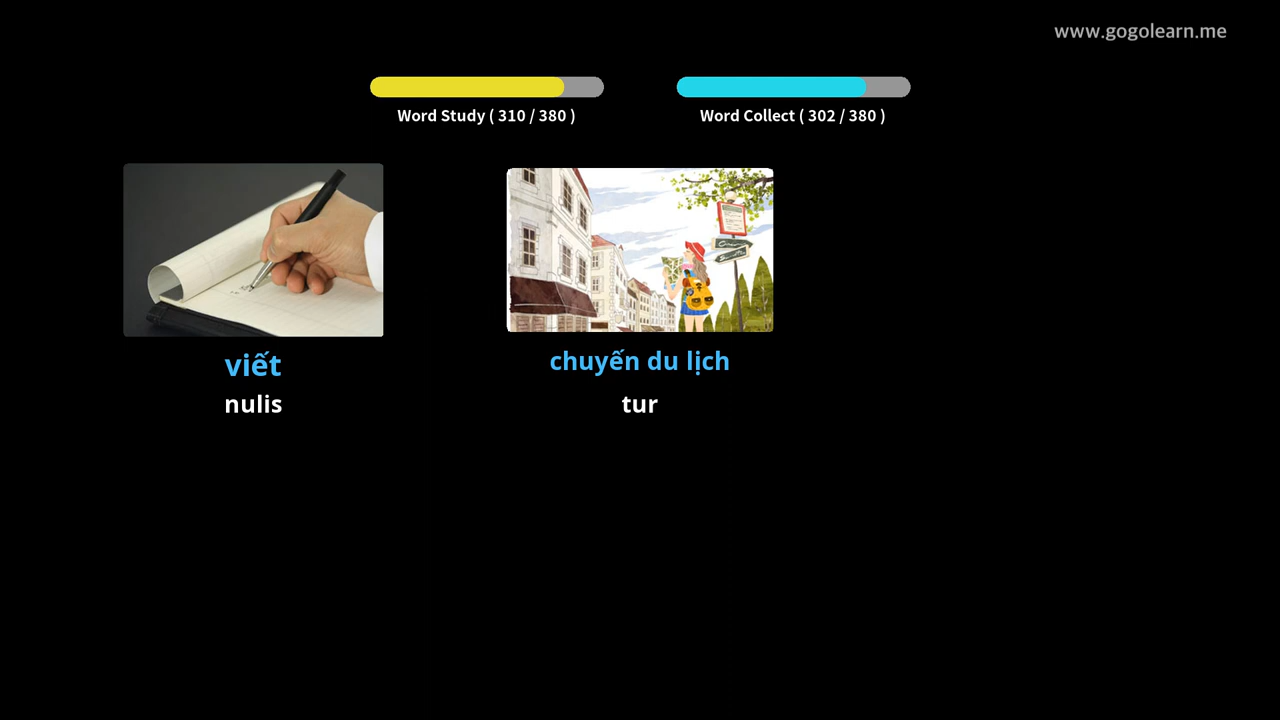 www.gogolearn.me
Word Study ( 310 / 380 )
Word Collect ( 302 / 380 )
viết
nulis
chuyến du lịch
tur